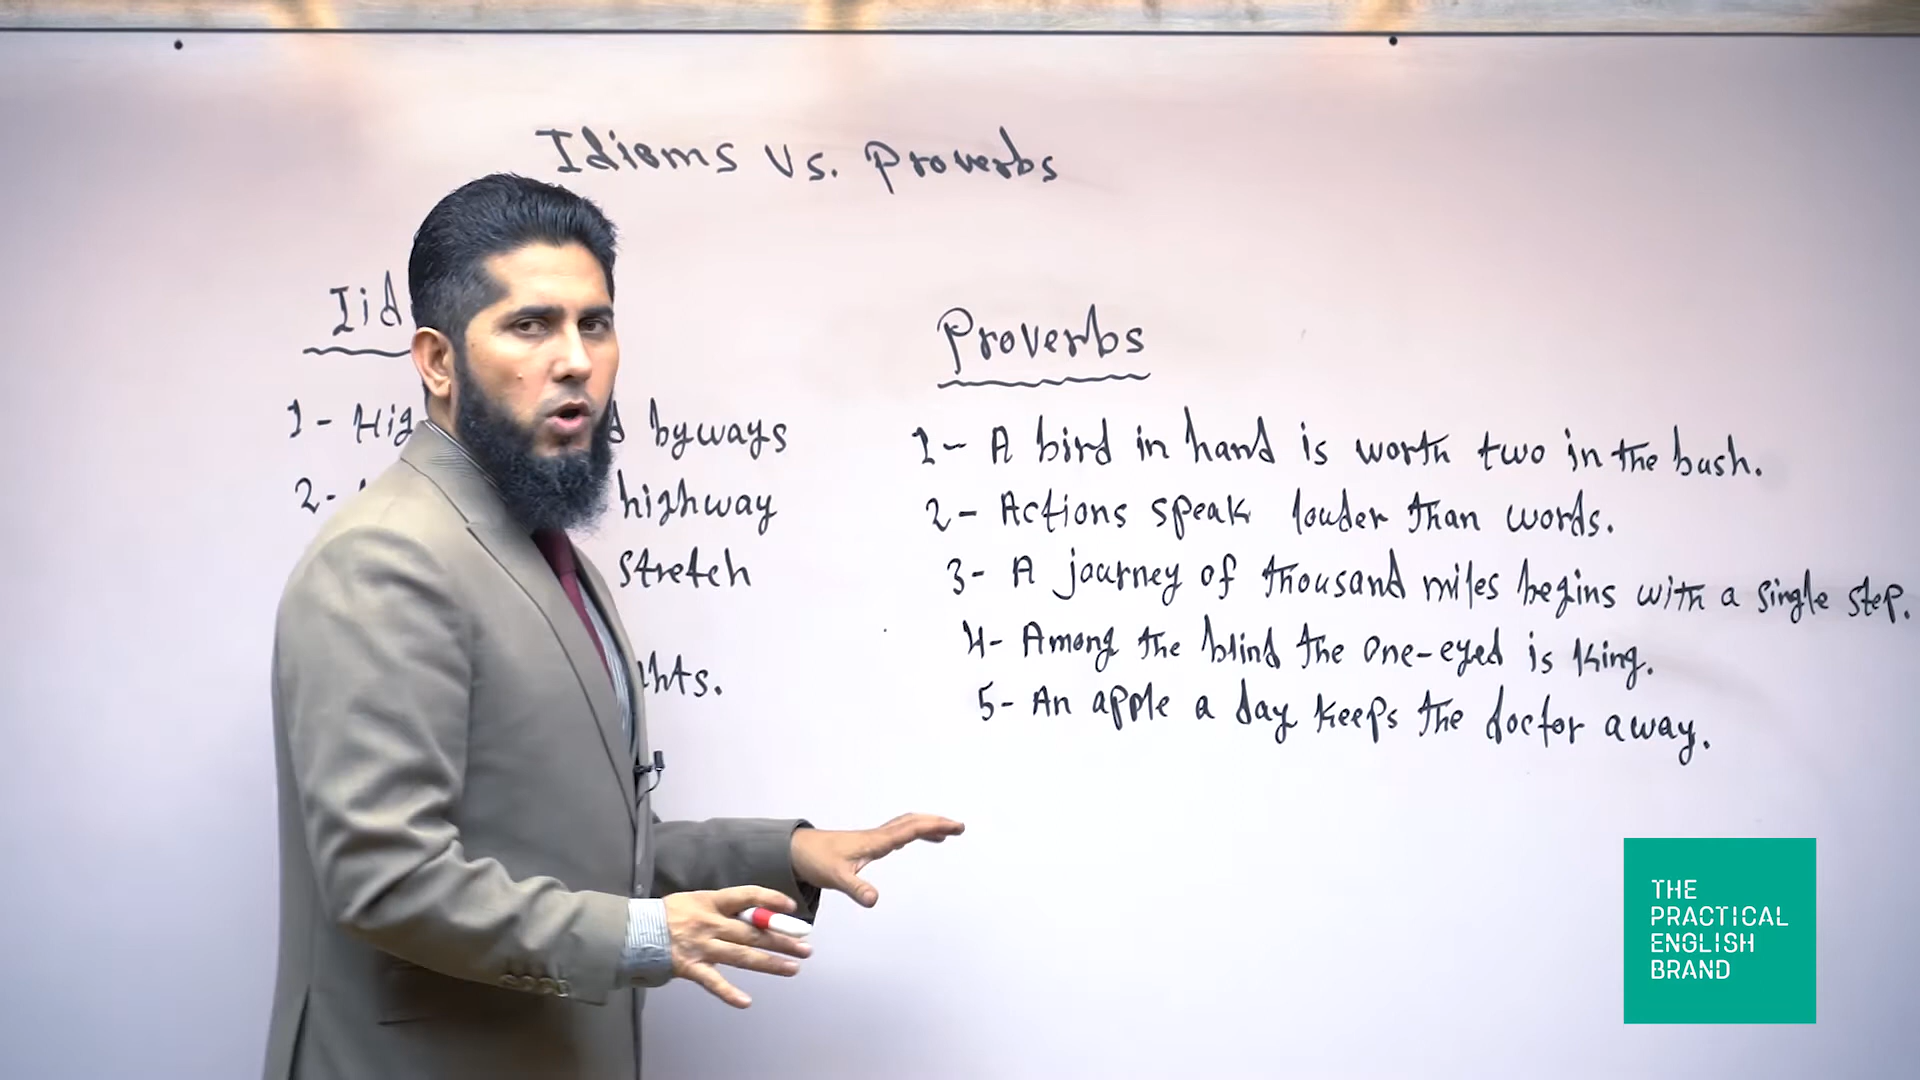 Idioms vs. Proverbs
Iid
1- Hig d byways
2- highway
stretch
hts.
Proverbs
1- A bird in hand is worth two in the bush.
2- Actions speak louder than words.
3- A journey of thousand miles begins with a single step.
4- Among the blind the one-eyed is king.
5- An apple a day keeps the doctor away.
THE
PRACTICAL
ENGLISH
BRAND